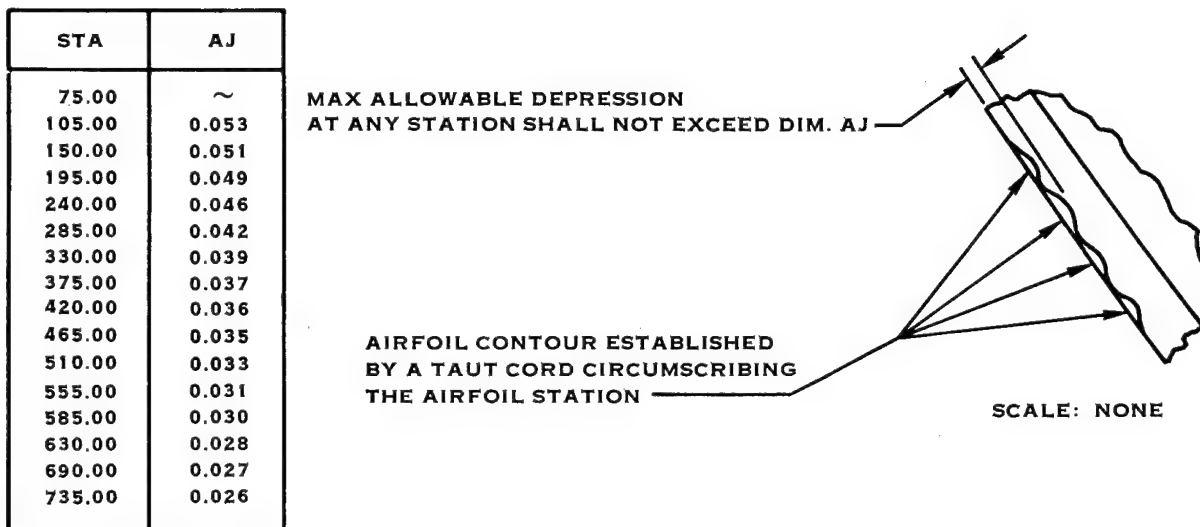 STA AJ
75.00 ~
105.00 0.053
150.00 0.051
195.00 0.049
240.00 0.046
285.00 0.042
330.00 0.039
375.00 0.037
420.00 0.036
465.00 0.035
510.00 0.033
555.00 0.031
585.00 0.030
630.00 0.028
690.00 0.027
735.00 0.026
MAX ALLOWABLE DEPRESSION
AT ANY STATION SHALL NOT EXCEED DIM. AJ
AIRFOIL CONTOUR ESTABLISHED
BY A TAUT CORD CIRCUMSCRIBING
THE AIRFOIL STATION
SCALE: NONE